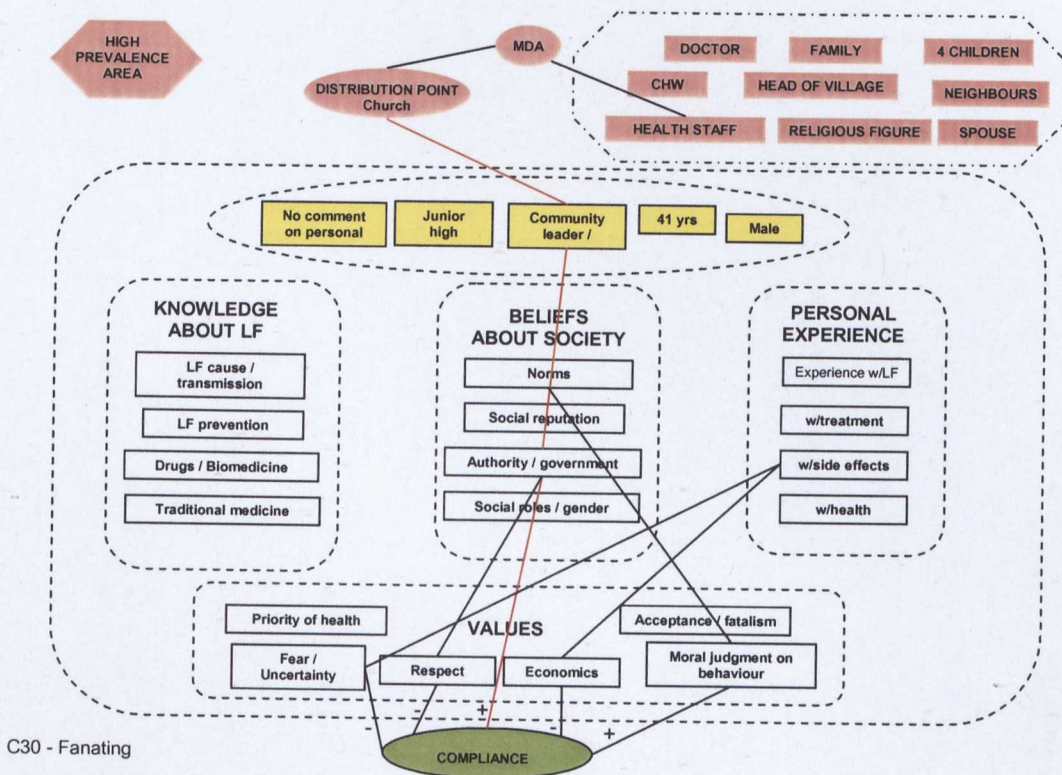 HIGH
PREVALENCE
AREA
MDA
DISTRIBUTION POINT
Church
DOCTOR
FAMILY
4 CHILDREN
CHW
HEAD OF VILLAGE
NEIGHBOURS
HEALTH STAFF
RELIGIOUS FIGURE
SPOUSE
No comment
on personal
Junior
high
Community
leader /
41 yrs
Male
KNOWLEDGE
ABOUT LF
LF cause /
transmission
LF prevention
Drugs / Biomedicine
Traditional medicine
BELIEFS
ABOUT SOCIETY
Norms
Social reputation
Authority / government
Social roles / gender
PERSONAL
EXPERIENCE
Experience w/LF
w/treatment
w/side effects
w/health
Priority of health
VALUES
Acceptance / fatalism
Fear /
Uncertainty
Respect
Economics
Moral judgment on
behaviour
- - + - +
COMPLIANCE
C30 - Fanating